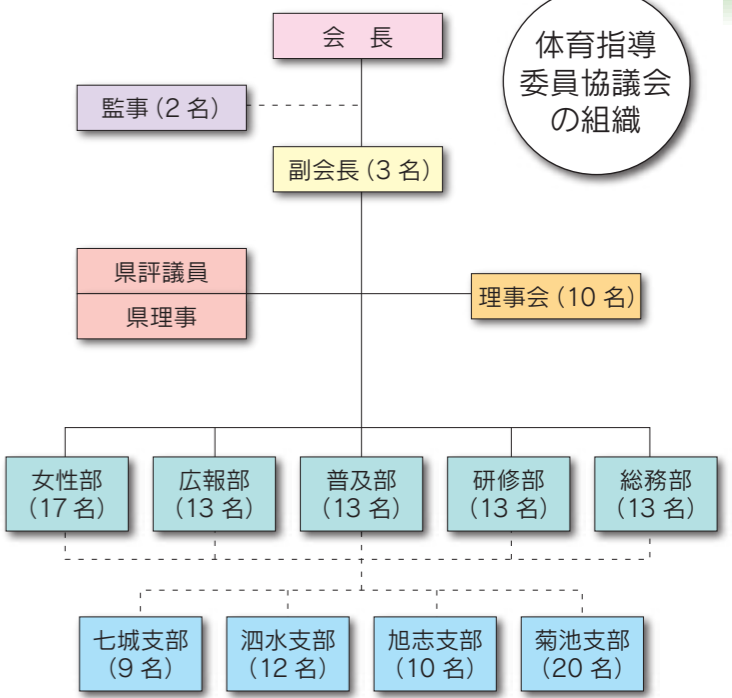 会 長
体育指導
委員協議会
の組織
監事(2 名)
副会長(3 名)
県評議員
県理事
理事会(10 名)
女性部
(17 名)
広報部
(13 名)
普及部
(13 名)
研修部
(13 名)
総務部
(13 名)
七城支部
(9 名)
泗水支部
(12 名)
旭志支部
(10 名)
菊池支部
(20 名)